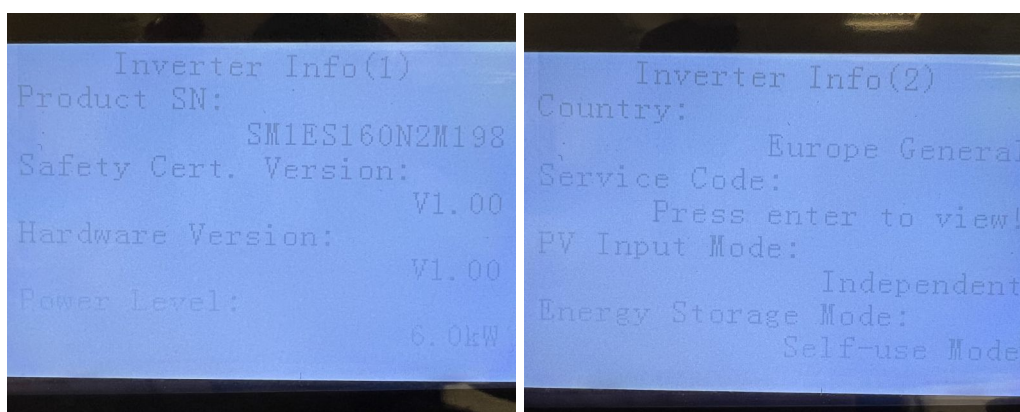 Inverter Info(1)
Product SN:
SM1ES160N2M198
Safety Cert. Version:
V1.00
Hardware Version:
V1.00
Power Level:
6.0kW
Inverter Info(2)
Country:
Europe General
Service Code:
Press enter to view!
PV Input Mode:
Independent
Energy Storage Mode:
Self-use Mode